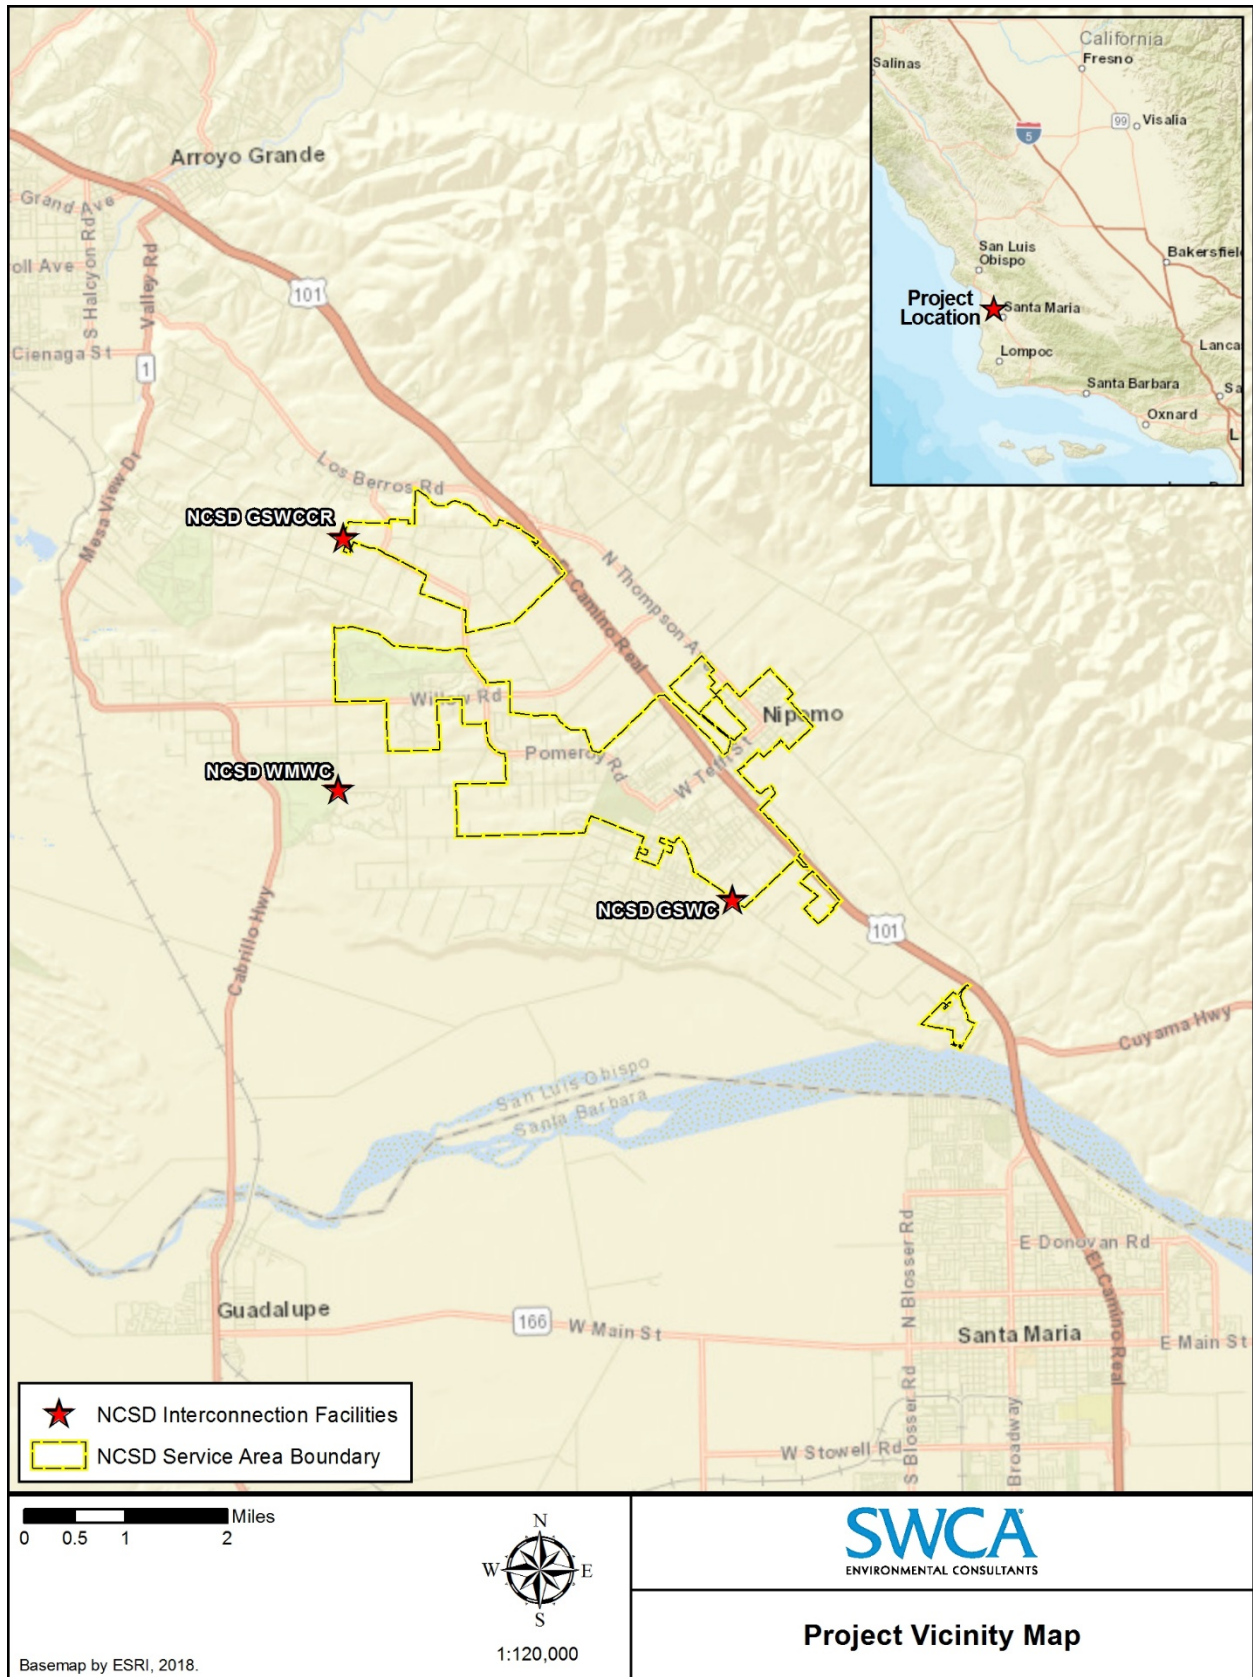 California
Fresno
Salinas
99
Visalia
5
San Luis
Obispo
Bakersfiel
Project
Location
Santa Maria
Lompoc
Lanca
Santa Barbara
Sa
Oxnard
L
Arroyo Grande
Grand Ave
S Halcyon Rd
Valley Rd
oll Ave
101
Cienaga St
1
Mesa View Dr
Los Berros Rd
NCSD GSWCCR
N Thompson Ave
El Camino Real
Willow Rd
Nipomo
Pomeroy Rd
W Tefft St
NCSD WMWC
NCSD GSWC
101
Cabrillo Hwy
Cuyama Hwy
San Luis Obispo
Santa Barbara
N Blosser Rd
E Donovan Rd
El Camino Real
Guadalupe
166
W Main St
Santa Maria
E Main St
S Blosser Rd
Broadway
W Stowell Rd
NCSD Interconnection Facilities
NCSD Service Area Boundary
Miles
0 0.5 1 2
N
W E
S
1:120,000
Basemap by ESRI, 2018.
SWCA
ENVIRONMENTAL CONSULTANTS
Project Vicinity Map